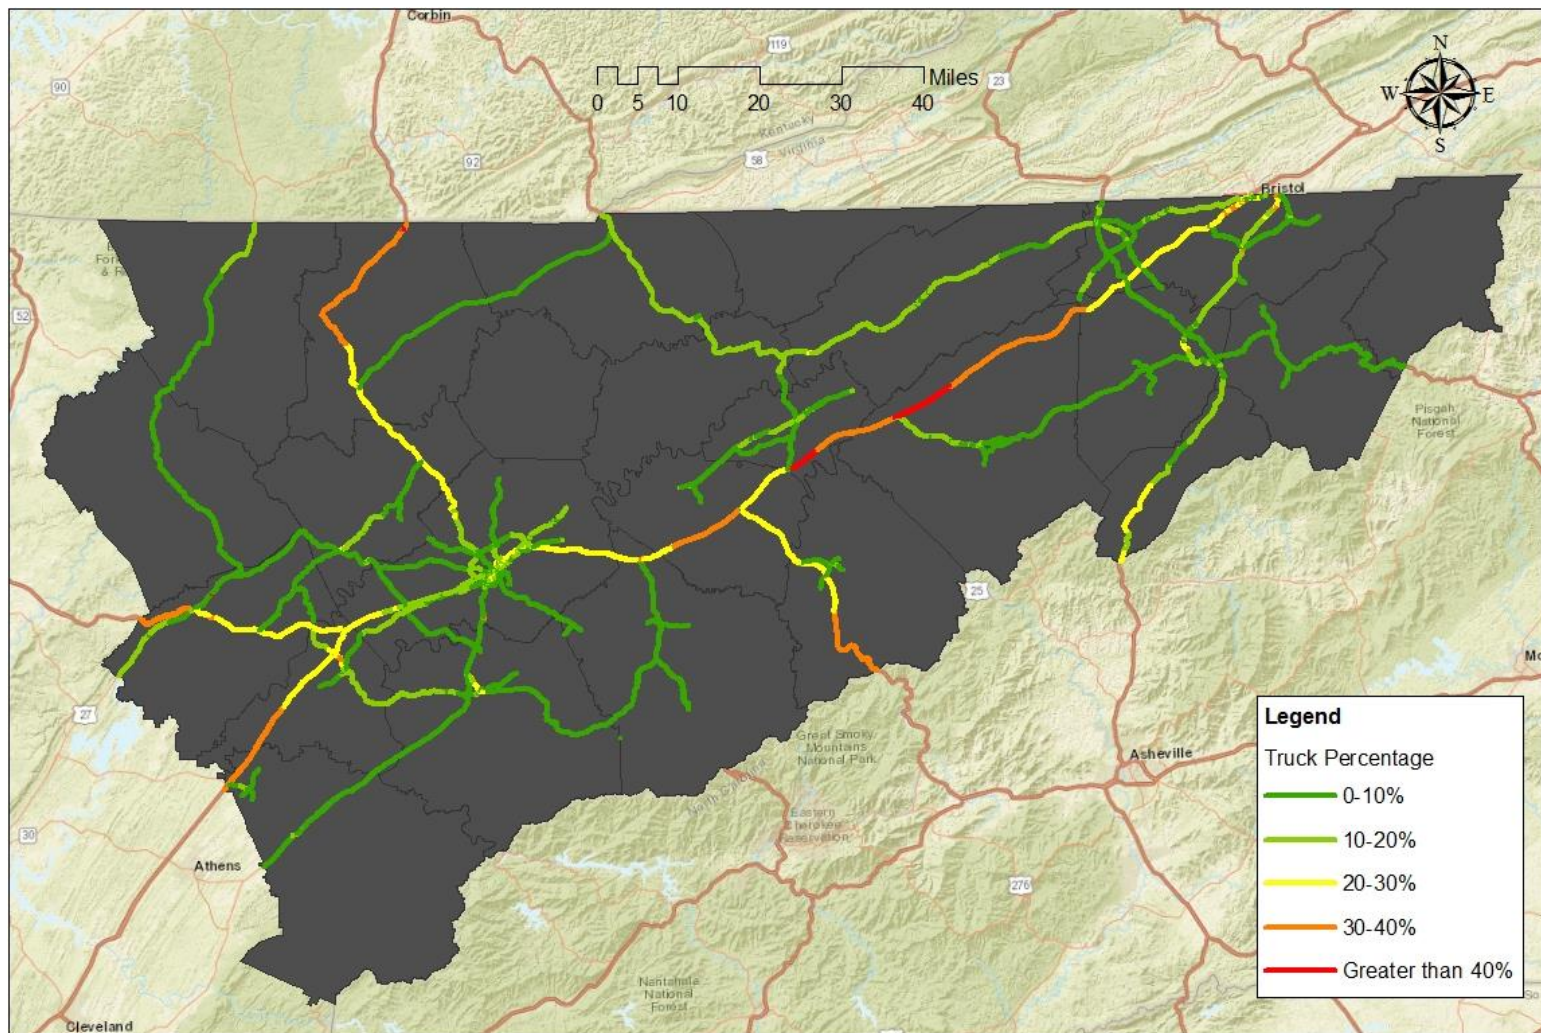 Corbin
119
90
Miles
0 5 10 20 30 40
23
N
W E
S
Kentucky
Virginia
92
58
Bristol
52
Pisgah
National
Forest
25
27
Great Smoky
Mountains
National Park
North Carolina
Asheville
Eastern
Cherokee
Reservation
30
Athens
276
Nantahala
National
Forest
Cleveland
Legend
Truck Percentage
0-10%
10-20%
20-30%
30-40%
Greater than 40%